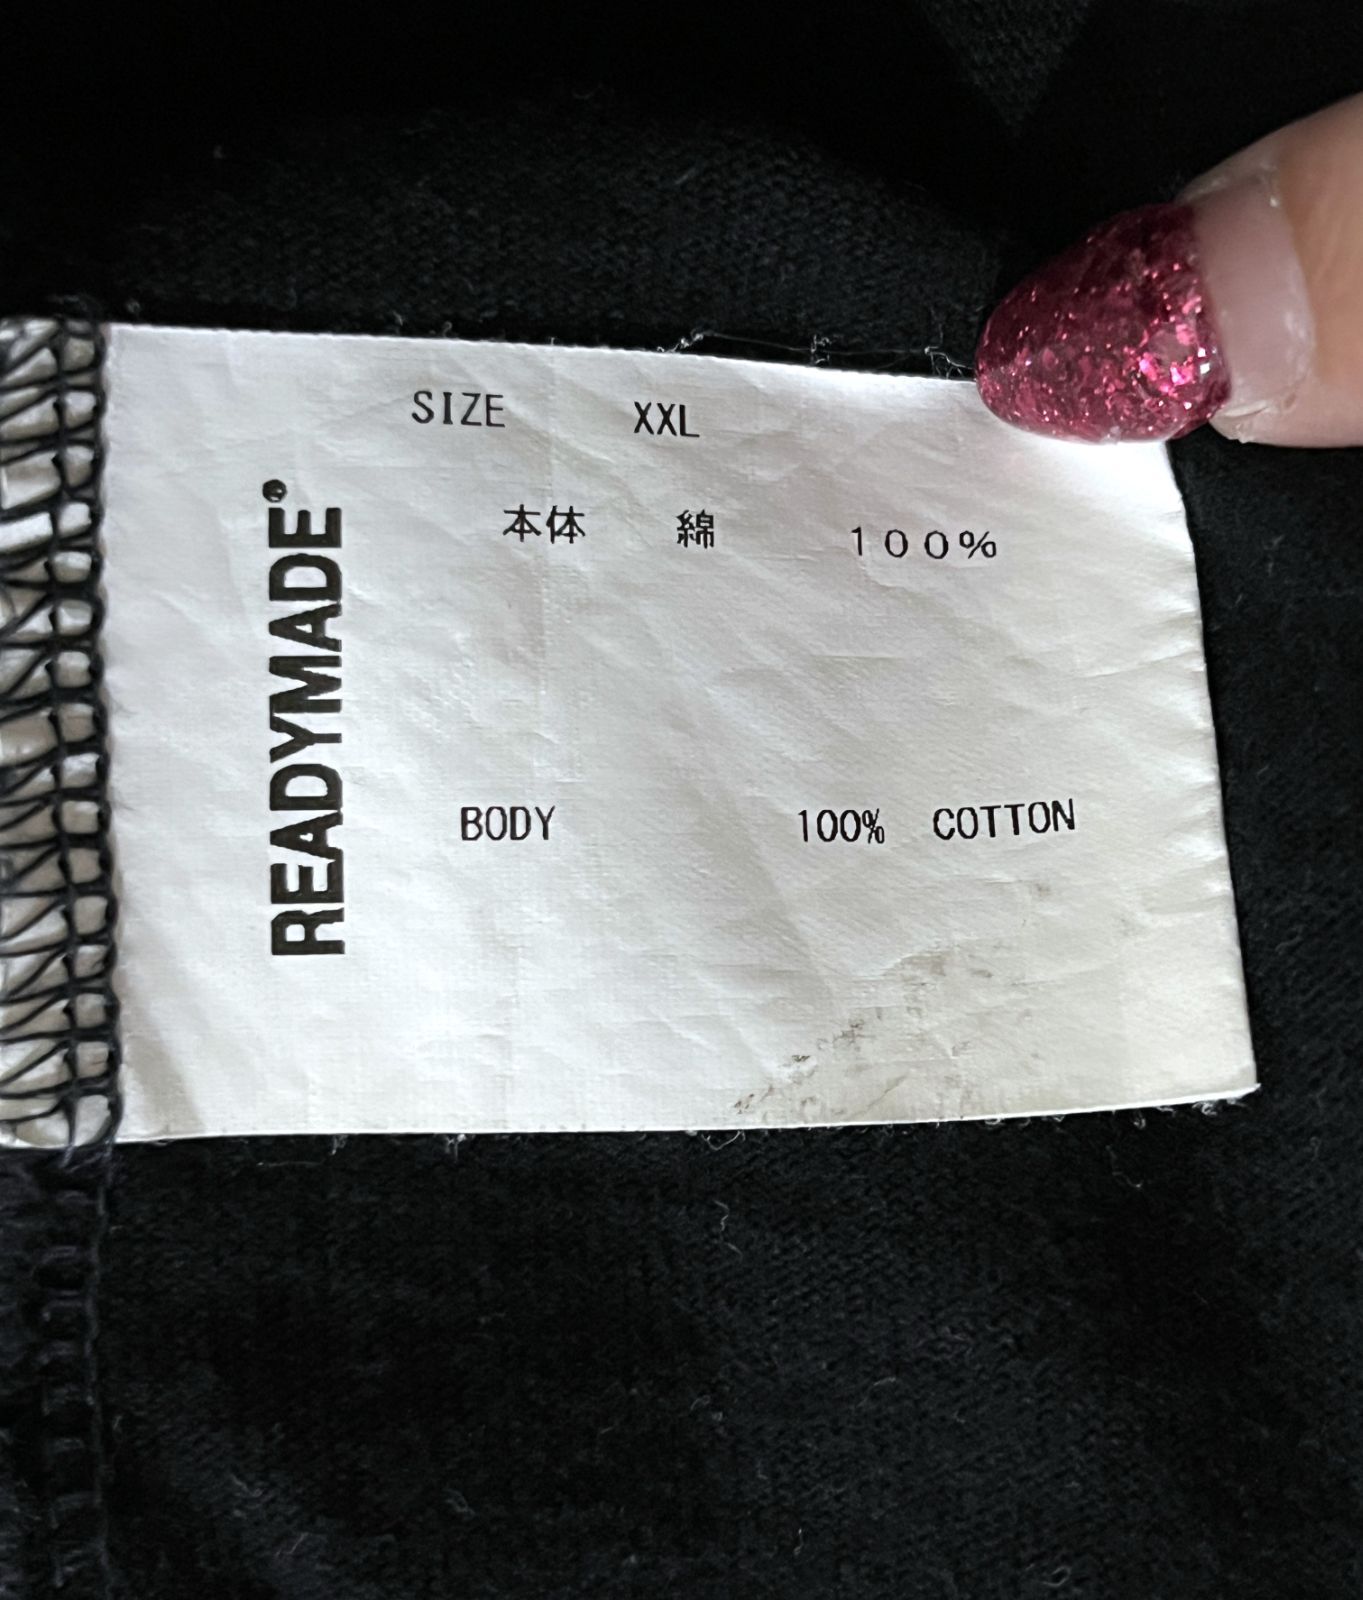 SIZE XXL
本体 綿 100%
BODY 100% COTTON
READYMADE®